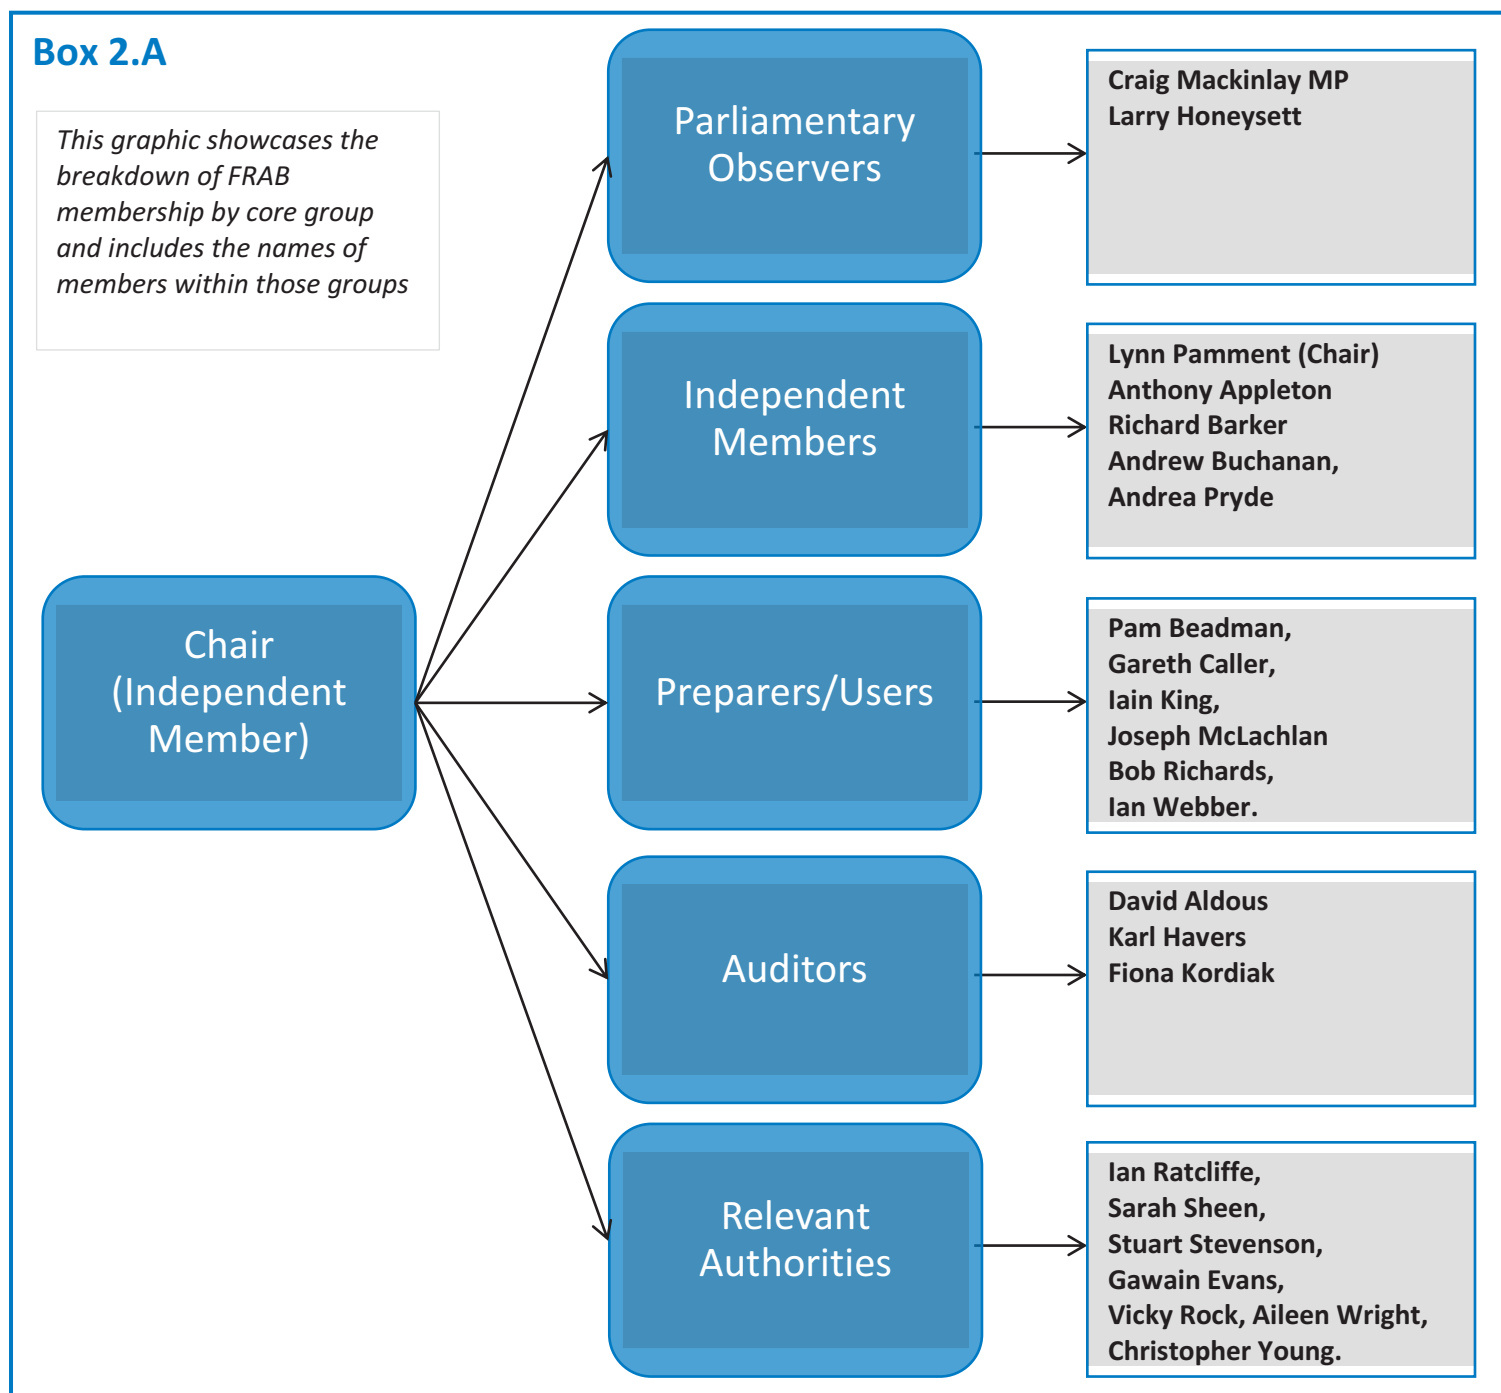 Box 2.A
This graphic showcases the
breakdown of FRAB
membership by core group
and includes the names of
members within those groups
Chair
(Independent
Member)
Parliamentary
Observers
Craig Mackinlay MP
Larry Honeysett
Independent
Members
Lynn Pamment (Chair)
Anthony Appleton
Richard Barker
Andrew Buchanan,
Andrea Pryde
Preparers/Users
Pam Beadman,
Gareth Caller,
Iain King,
Joseph McLachlan
Bob Richards,
Ian Webber.
Auditors
David Aldous
Karl Havers
Fiona Kordiak
Relevant
Authorities
Ian Ratcliffe,
Sarah Sheen,
Stuart Stevenson,
Gawain Evans,
Vicky Rock, Aileen Wright,
Christopher Young.